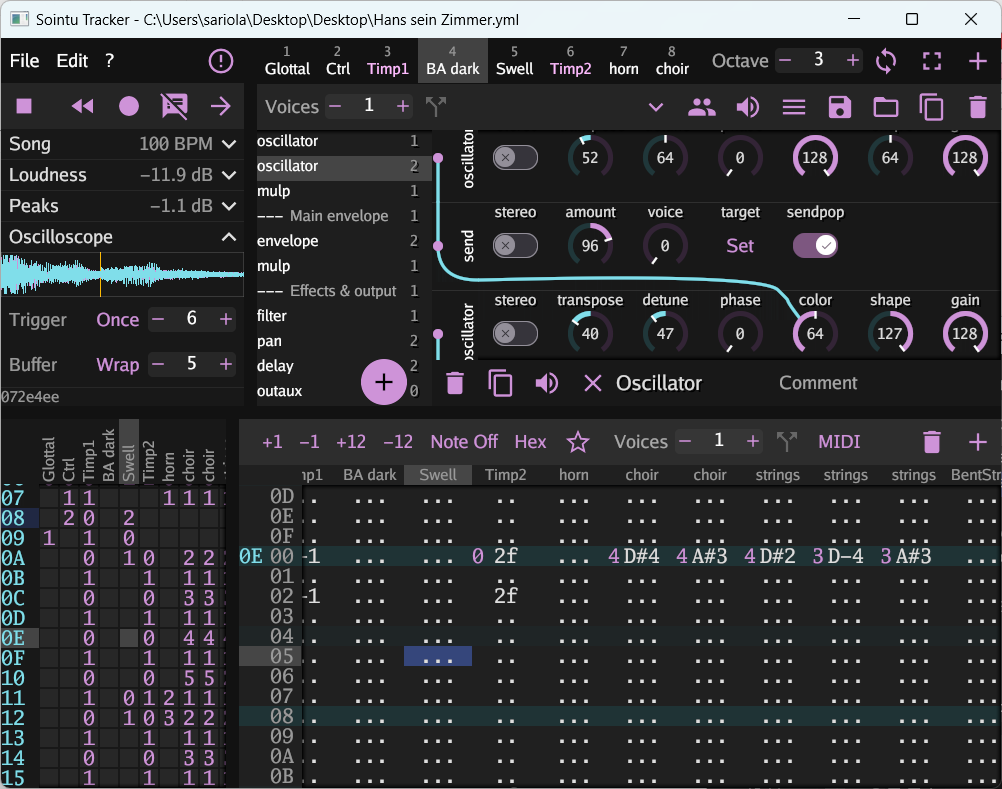 Sointu Tracker - C:\Users\sariola\Desktop\Desktop\Hans sein Zimmer.yml
File Edit ?
1 2 3 4 5 6 7 8
Glottal Ctrl Timp1 BA dark Swell Timp2 horn choir
Octave − 3 +
Voices − 1 +
Song 100 BPM
Loudness −11.9 dB
Peaks −1.1 dB
Oscilloscope
Trigger Once − 6 +
Buffer Wrap − 5 +
072e4ee
oscillator 1
oscillator 2
mulp 1
--- Main envelope 1
envelope 2
mulp 1
--- Effects & output 1
filter 1
pan 2
delay 2
outaux 0
oscillator 52 64 0 128 64 128
stereo amount voice target sendpop
send 96 0 Set
stereo transpose detune phase color shape gain
oscillator 40 47 0 64 127 128
Oscillator Comment
Glottal Ctrl Timp1 BA dark Swell Timp2 horn choir choir
07 1 1 1 1 1
08 2 0 2
09 1 1 0
0A 0 1 0 2 2
0B 1 1 1 1
0C 0 0 3 3
0D 1 1 1 1
0E 0 0 4 4
0F 1 1 1 1
10 0 0 5 5
11 1 0 1 2 1 1
12 0 1 0 3 2 2
13 1 1 1 1
14 0 0 3 3
15 1 1 1 1
+1 −1 +12 −12 Note Off Hex Voices − 1 + MIDI
mp1 BA dark Swell Timp2 horn choir choir strings strings strings BentStr
0D .. ... ... .. ... ... ... ... ... ... ...
0E .. ... ... .. ... ... ... ... ... ... ...
0F .. ... ... .. ... ... ... ... ... ... ...
0E 00 -1 ... ... 0 2f ... 4 D#4 4 A#3 4 D#2 3 D-4 3 A#3 ...
01 .. ... ... .. ... ... ... ... ... ... ...
02 -1 ... ... 2f ... ... ... ... ... ... ...
03 .. ... ... .. ... ... ... ... ... ... ...
04 .. ... ... .. ... ... ... ... ... ... ...
05 .. ... ... .. ... ... ... ... ... ... ...
06 .. ... ... .. ... ... ... ... ... ... ...
07 .. ... ... .. ... ... ... ... ... ... ...
08 .. ... ... .. ... ... ... ... ... ... ...
09 .. ... ... .. ... ... ... ... ... ... ...
0A .. ... ... .. ... ... ... ... ... ... ...
0B .. ... ... .. ... ... ... ... ... ... ...